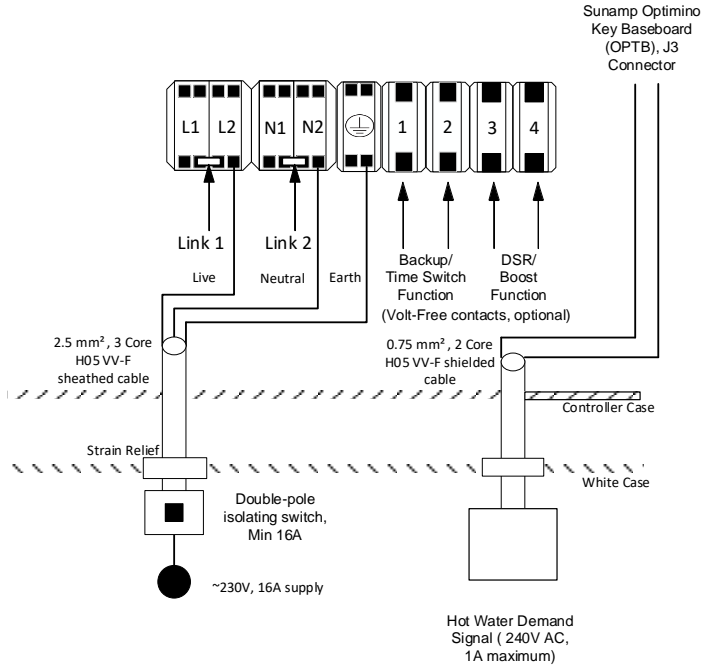 Sunamp Optimino
Key Baseboard
(OPTB), J3
Connector
L1 L2 N1 N2 1 2 3 4
Link 1 Link 2
Live Neutral Earth
Backup/
Time Switch
Function
DSR/
Boost
Function
(Volt-Free contacts, optional)
2.5 mm², 3 Core
H05 VV-F
sheathed cable
0.75 mm², 2 Core
H05 VV-F shielded
cable
Controller Case
Strain Relief
White Case
Double-pole
isolating switch,
Min 16A
~230V, 16A supply
Hot Water Demand
Signal ( 240V AC,
1A maximum)